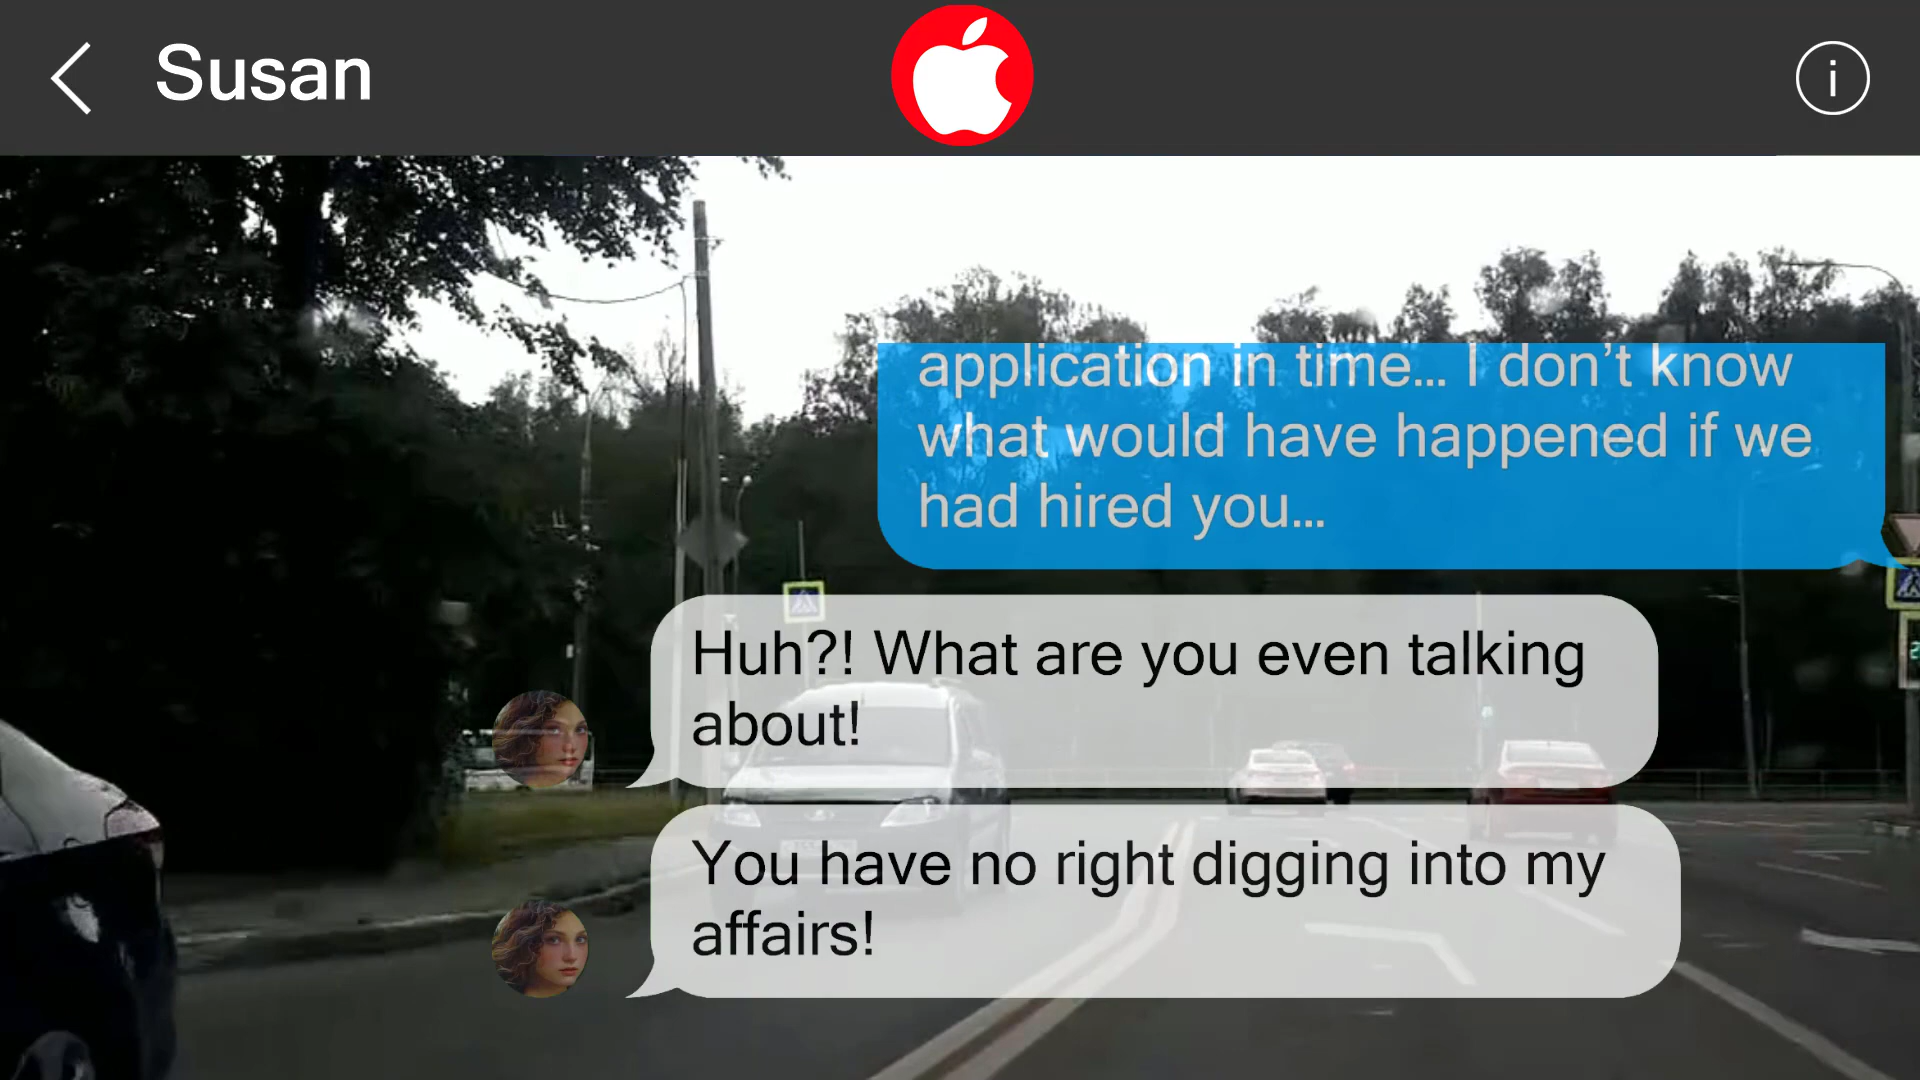 Susan
application in time... I don't know
what would have happened if we
had hired you...
Huh?! What are you even talking
about!
You have no right digging into my
affairs!